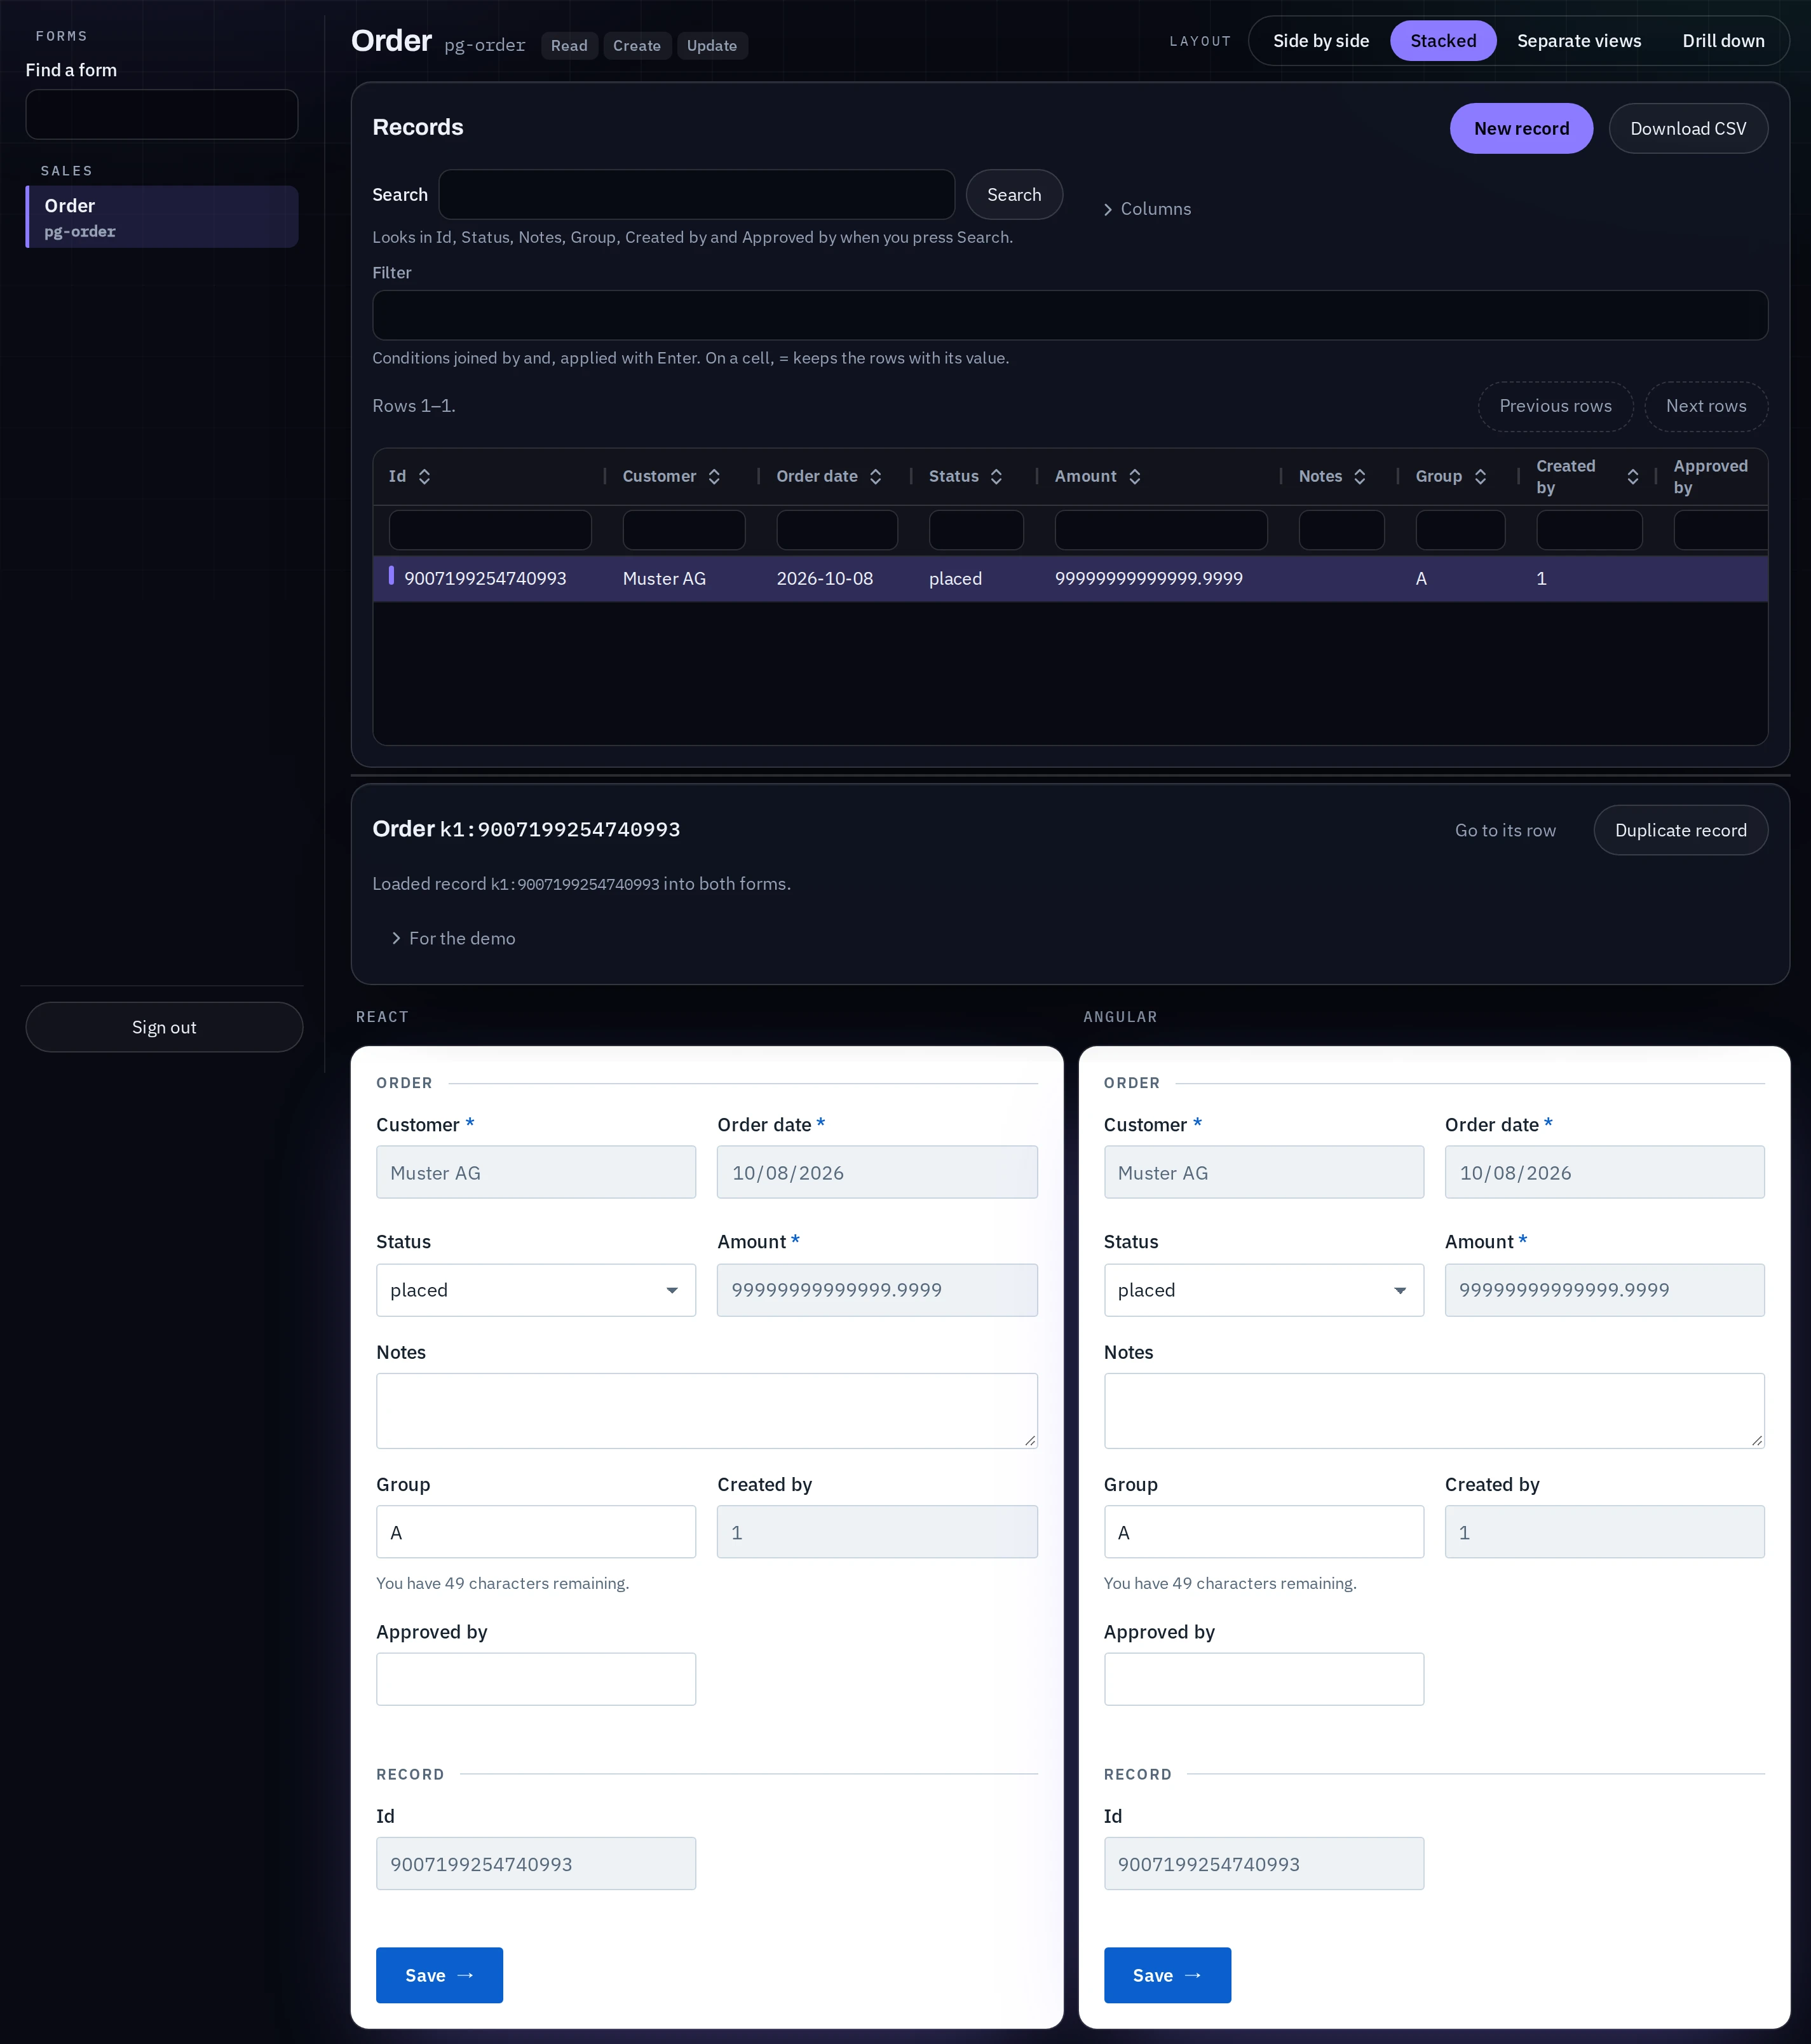 FORMS
Find a form
SALES
Order
pg-order
Sign out
Order pg-order Read Create Update
LAYOUT Side by side Stacked Separate views Drill down
Records
New record Download CSV
Search Search
Columns
Looks in Id, Status, Notes, Group, Created by and Approved by when you press Search.
Filter
Conditions joined by and, applied with Enter. On a cell, = keeps the rows with its value.
Rows 1–1.
Previous rows Next rows
Id Customer Order date Status Amount Notes Group Created by Approved by
9007199254740993 Muster AG 2026-10-08 placed 99999999999999.9999 A 1
Order k1:9007199254740993
Go to its row Duplicate record
Loaded record k1:9007199254740993 into both forms.
For the demo
REACT
ORDER
Customer * Order date *
Muster AG 10/08/2026
Status Amount *
placed 99999999999999.9999
Notes
Group Created by
A 1
You have 49 characters remaining.
Approved by
RECORD
Id
9007199254740993
Save →
ANGULAR
ORDER
Customer * Order date *
Muster AG 10/08/2026
Status Amount *
placed 99999999999999.9999
Notes
Group Created by
A 1
You have 49 characters remaining.
Approved by
RECORD
Id
9007199254740993
Save →